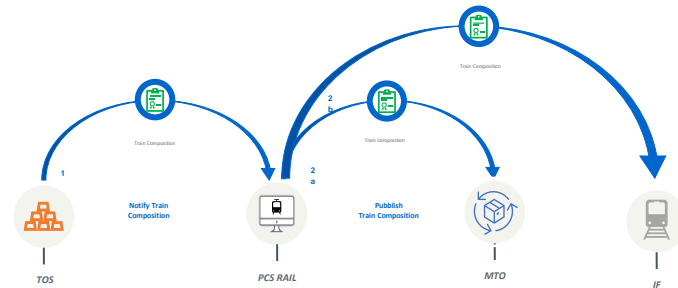 Train Composition
2
b
Train Composition
Train composition
1
2
a
Notify Train
Composition
Pubblish
Train Composition
TOS
PCS RAIL
MTO
IF